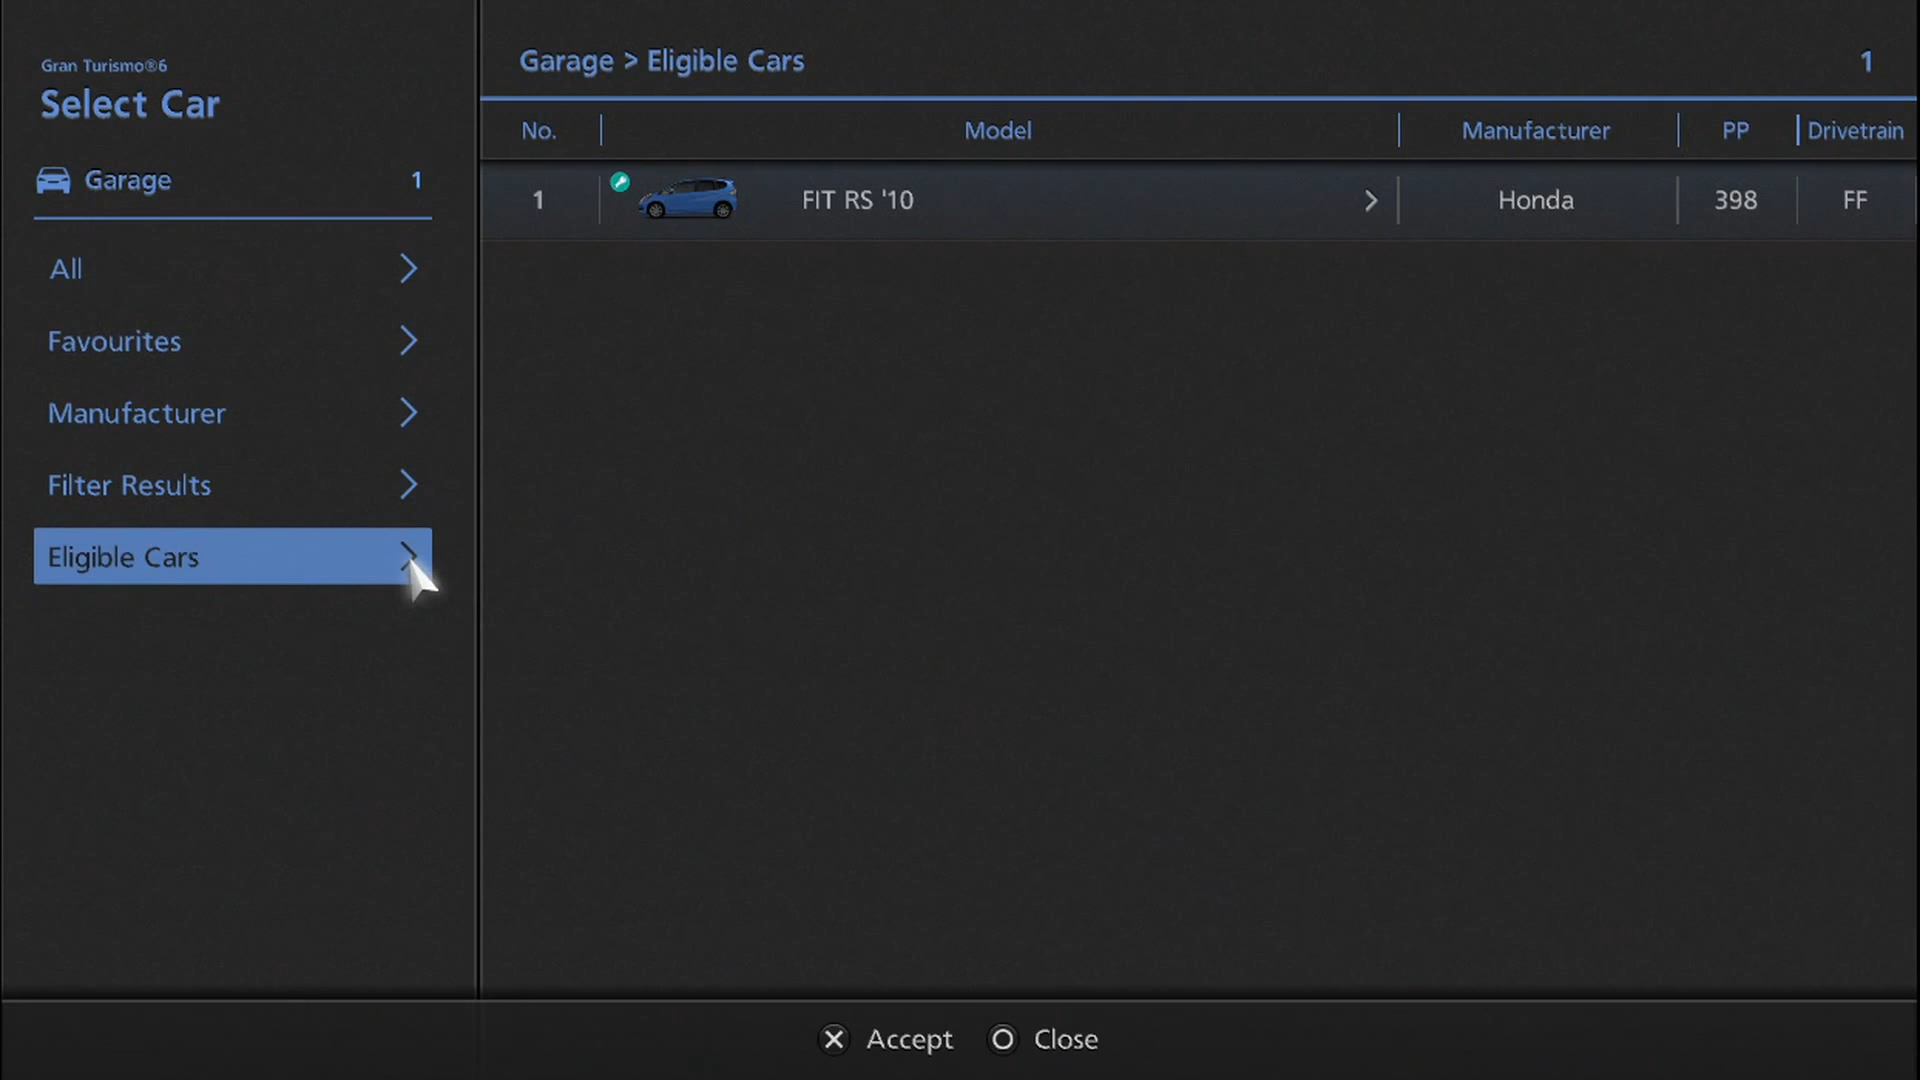 Gran Turismo®6
Select Car
Garage 1
All
Favourites
Manufacturer
Filter Results
Eligible Cars
Garage > Eligible Cars 1
No. Model Manufacturer PP Drivetrain
1 FIT RS '10 Honda 398 FF
Accept Close